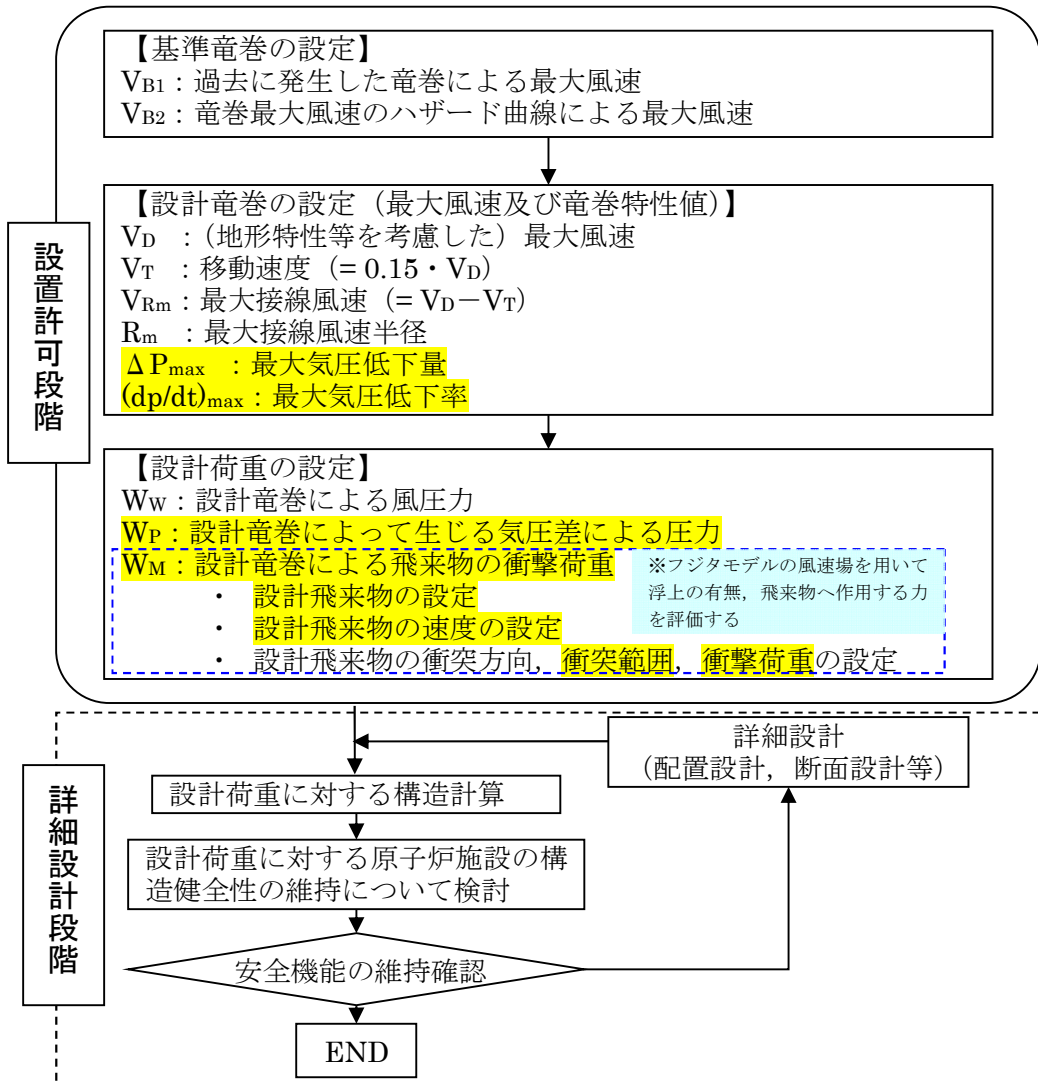 【基準竜巻の設定】
VB1：過去に発生した竜巻による最大風速
VB2：竜巻最大風速のハザード曲線による最大風速
設置許可段階
【設計竜巻の設定（最大風速及び竜巻特性値）】
VD ：（地形特性等を考慮した）最大風速
VT ：移動速度（= 0.15・VD）
VRm：最大接線風速（= VD－VT）
Rm ：最大接線風速半径
ΔPmax ：最大気圧低下量
(dp/dt)max：最大気圧低下率
【設計荷重の設定】
WW：設計竜巻による風圧力
WP：設計竜巻によって生じる気圧差による圧力
WM：設計竜巻による飛来物の衝撃荷重
・ 設計飛来物の設定
・ 設計飛来物の速度の設定
・ 設計飛来物の衝突方向，衝突範囲，衝撃荷重の設定
※フジタモデルの風速場を用いて
浮上の有無，飛来物へ作用する力
を評価する
詳細設計段階
詳細設計
（配置設計，断面設計等）
設計荷重に対する構造計算
設計荷重に対する原子炉施設の構
造健全性の維持について検討
安全機能の維持確認
END